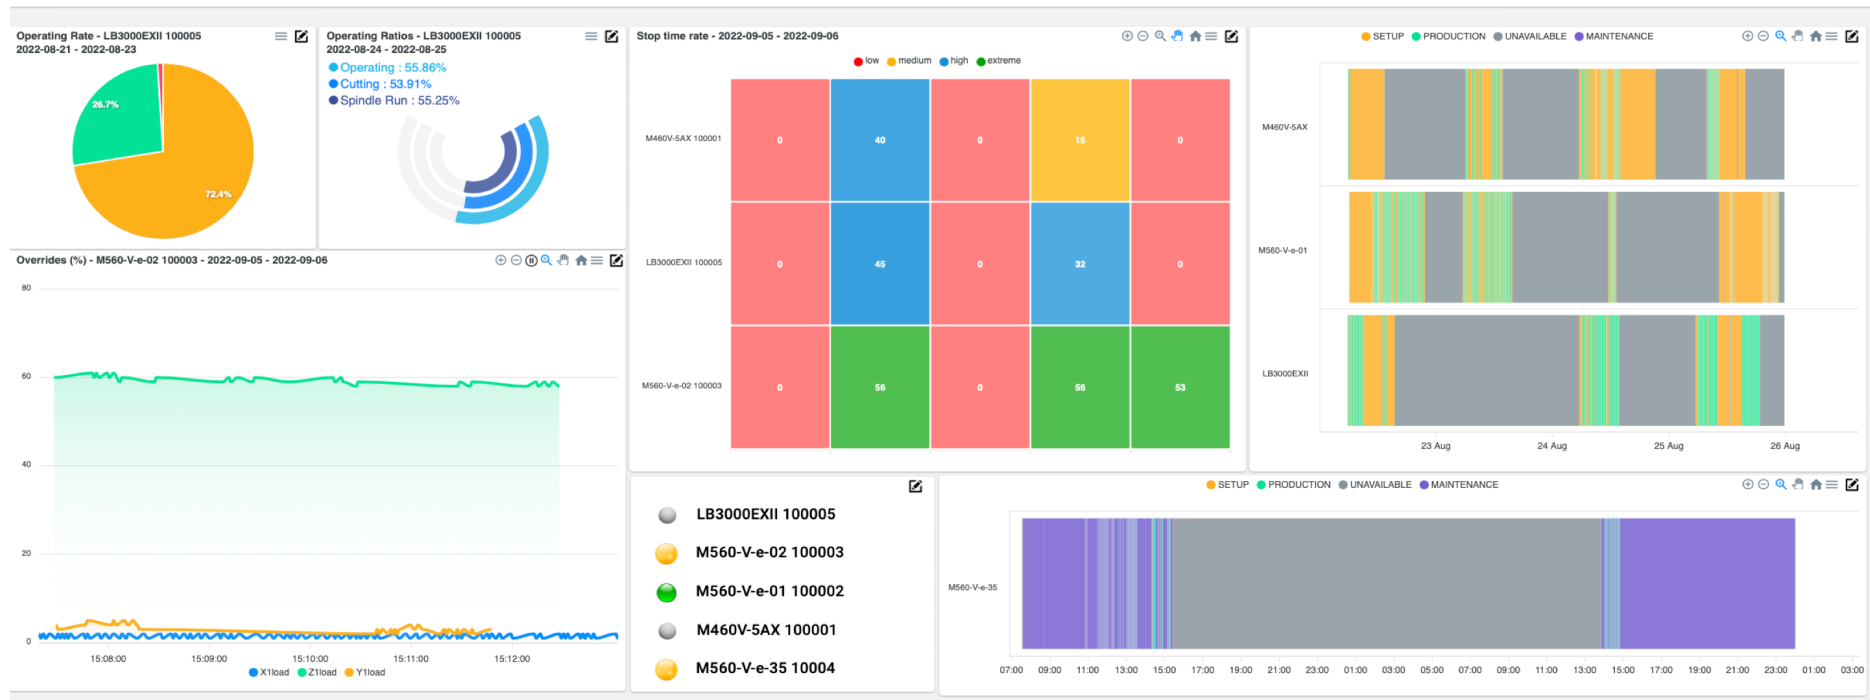 Operating Rate - LB3000EXII 100005
2022-08-21 - 2022-08-23
26.7%
72.4%
Operating Ratios - LB3000EXII 100005
2022-08-24 - 2022-08-25
Operating : 55.86%
Cutting : 53.91%
Spindle Run : 55.25%
Overrides (%) - M560-V-e-02 100003 - 2022-09-05 - 2022-09-06
80
60
40
20
0
15:08:00 15:09:00 15:10:00 15:11:00 15:12:00
X1load Z1load Y1load
Stop time rate - 2022-09-05 - 2022-09-06
low medium high extreme
M460V-5AX 100001 0 40 0 15 0
LB3000EXII 100005 0 45 0 32 0
M560-V-e-02 100003 0 56 0 56 53
SETUP PRODUCTION UNAVAILABLE MAINTENANCE
M460V-5AX
M560-V-e-01
LB3000EXII
23 Aug 24 Aug 25 Aug 26 Aug
LB3000EXII 100005
M560-V-e-02 100003
M560-V-e-01 100002
M460V-5AX 100001
M560-V-e-35 10004
SETUP PRODUCTION UNAVAILABLE MAINTENANCE
M560-V-e-35
07:00 09:00 11:00 13:00 15:00 17:00 19:00 21:00 23:00 01:00 03:00 05:00 07:00 09:00 11:00 13:00 15:00 17:00 19:00 21:00 23:00 01:00 03:00